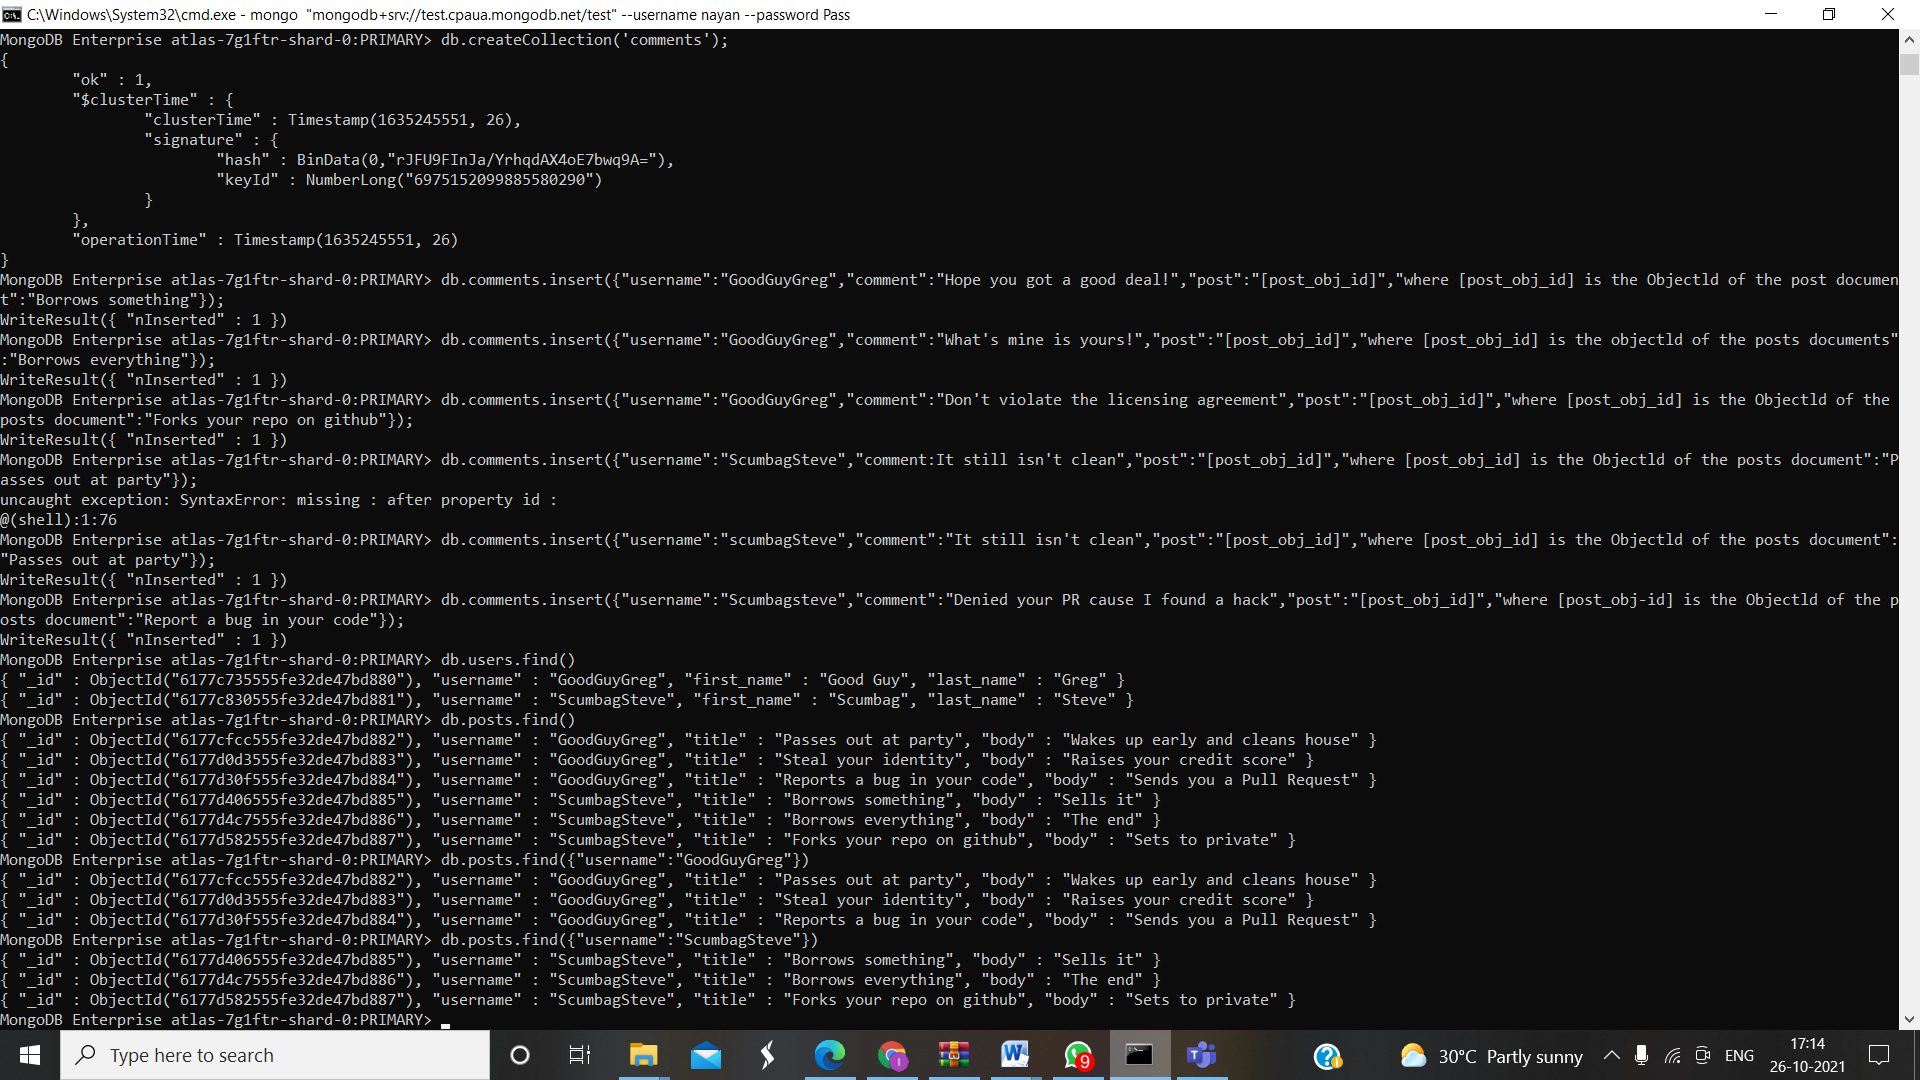 C:\Windows\System32\cmd.exe - mongo "mongodb+srv://test.cpaua.mongodb.net/test" --username nayan --password Pass
MongoDB Enterprise atlas-7g1ftr-shard-0:PRIMARY> db.createCollection('comments');
{
"ok" : 1,
"$clusterTime" : {
"clusterTime" : Timestamp(1635245551, 26),
"signature" : {
"hash" : BinData(0,"rJFU9FInJa/YrhqdAX4oE7bwq9A="),
"keyId" : NumberLong("6975152099885580290")
}
},
"operationTime" : Timestamp(1635245551, 26)
}
MongoDB Enterprise atlas-7g1ftr-shard-0:PRIMARY> db.comments.insert({"username":"GoodGuyGreg","comment":"Hope you got a good deal!","post":"[post_obj_id]","where [post_obj_id] is the Objectld of the post documen
t":"Borrows something"});
WriteResult({ "nInserted" : 1 })
MongoDB Enterprise atlas-7g1ftr-shard-0:PRIMARY> db.comments.insert({"username":"GoodGuyGreg","comment":"What's mine is yours!","post":"[post_obj_id]","where [post_obj_id] is the objectld of the posts documents"
:"Borrows everything"});
WriteResult({ "nInserted" : 1 })
MongoDB Enterprise atlas-7g1ftr-shard-0:PRIMARY> db.comments.insert({"username":"GoodGuyGreg","comment":"Don't violate the licensing agreement","post":"[post_obj_id]","where [post_obj_id] is the Objectld of the
posts document":"Forks your repo on github"});
WriteResult({ "nInserted" : 1 })
MongoDB Enterprise atlas-7g1ftr-shard-0:PRIMARY> db.comments.insert({"username":"ScumbagSteve","comment:It still isn't clean","post":"[post_obj_id]","where [post_obj_id] is the Objectld of the posts document":"P
asses out at party"});
uncaught exception: SyntaxError: missing : after property id :
@(shell):1:76
MongoDB Enterprise atlas-7g1ftr-shard-0:PRIMARY> db.comments.insert({"username":"scumbagSteve","comment":"It still isn't clean","post":"[post_obj_id]","where [post_obj_id] is the Objectld of the posts document":
"Passes out at party"});
WriteResult({ "nInserted" : 1 })
MongoDB Enterprise atlas-7g1ftr-shard-0:PRIMARY> db.comments.insert({"username":"Scumbagsteve","comment":"Denied your PR cause I found a hack","post":"[post_obj_id]","where [post_obj-id] is the Objectld of the p
osts document":"Report a bug in your code"});
WriteResult({ "nInserted" : 1 })
MongoDB Enterprise atlas-7g1ftr-shard-0:PRIMARY> db.users.find()
{ "_id" : ObjectId("6177c735555fe32de47bd880"), "username" : "GoodGuyGreg", "first_name" : "Good Guy", "last_name" : "Greg" }
{ "_id" : ObjectId("6177c830555fe32de47bd881"), "username" : "ScumbagSteve", "first_name" : "Scumbag", "last_name" : "Steve" }
MongoDB Enterprise atlas-7g1ftr-shard-0:PRIMARY> db.posts.find()
{ "_id" : ObjectId("6177cfcc555fe32de47bd882"), "username" : "GoodGuyGreg", "title" : "Passes out at party", "body" : "Wakes up early and cleans house" }
{ "_id" : ObjectId("6177d0d3555fe32de47bd883"), "username" : "GoodGuyGreg", "title" : "Steal your identity", "body" : "Raises your credit score" }
{ "_id" : ObjectId("6177d30f555fe32de47bd884"), "username" : "GoodGuyGreg", "title" : "Reports a bug in your code", "body" : "Sends you a Pull Request" }
{ "_id" : ObjectId("6177d406555fe32de47bd885"), "username" : "ScumbagSteve", "title" : "Borrows something", "body" : "Sells it" }
{ "_id" : ObjectId("6177d4c7555fe32de47bd886"), "username" : "ScumbagSteve", "title" : "Borrows everything", "body" : "The end" }
{ "_id" : ObjectId("6177d582555fe32de47bd887"), "username" : "ScumbagSteve", "title" : "Forks your repo on github", "body" : "Sets to private" }
MongoDB Enterprise atlas-7g1ftr-shard-0:PRIMARY> db.posts.find({"username":"GoodGuyGreg"})
{ "_id" : ObjectId("6177cfcc555fe32de47bd882"), "username" : "GoodGuyGreg", "title" : "Passes out at party", "body" : "Wakes up early and cleans house" }
{ "_id" : ObjectId("6177d0d3555fe32de47bd883"), "username" : "GoodGuyGreg", "title" : "Steal your identity", "body" : "Raises your credit score" }
{ "_id" : ObjectId("6177d30f555fe32de47bd884"), "username" : "GoodGuyGreg", "title" : "Reports a bug in your code", "body" : "Sends you a Pull Request" }
MongoDB Enterprise atlas-7g1ftr-shard-0:PRIMARY> db.posts.find({"username":"ScumbagSteve"})
{ "_id" : ObjectId("6177d406555fe32de47bd885"), "username" : "ScumbagSteve", "title" : "Borrows something", "body" : "Sells it" }
{ "_id" : ObjectId("6177d4c7555fe32de47bd886"), "username" : "ScumbagSteve", "title" : "Borrows everything", "body" : "The end" }
{ "_id" : ObjectId("6177d582555fe32de47bd887"), "username" : "ScumbagSteve", "title" : "Forks your repo on github", "body" : "Sets to private" }
MongoDB Enterprise atlas-7g1ftr-shard-0:PRIMARY>
Type here to search
9
30°C Partly sunny
ENG
17:14
26-10-2021